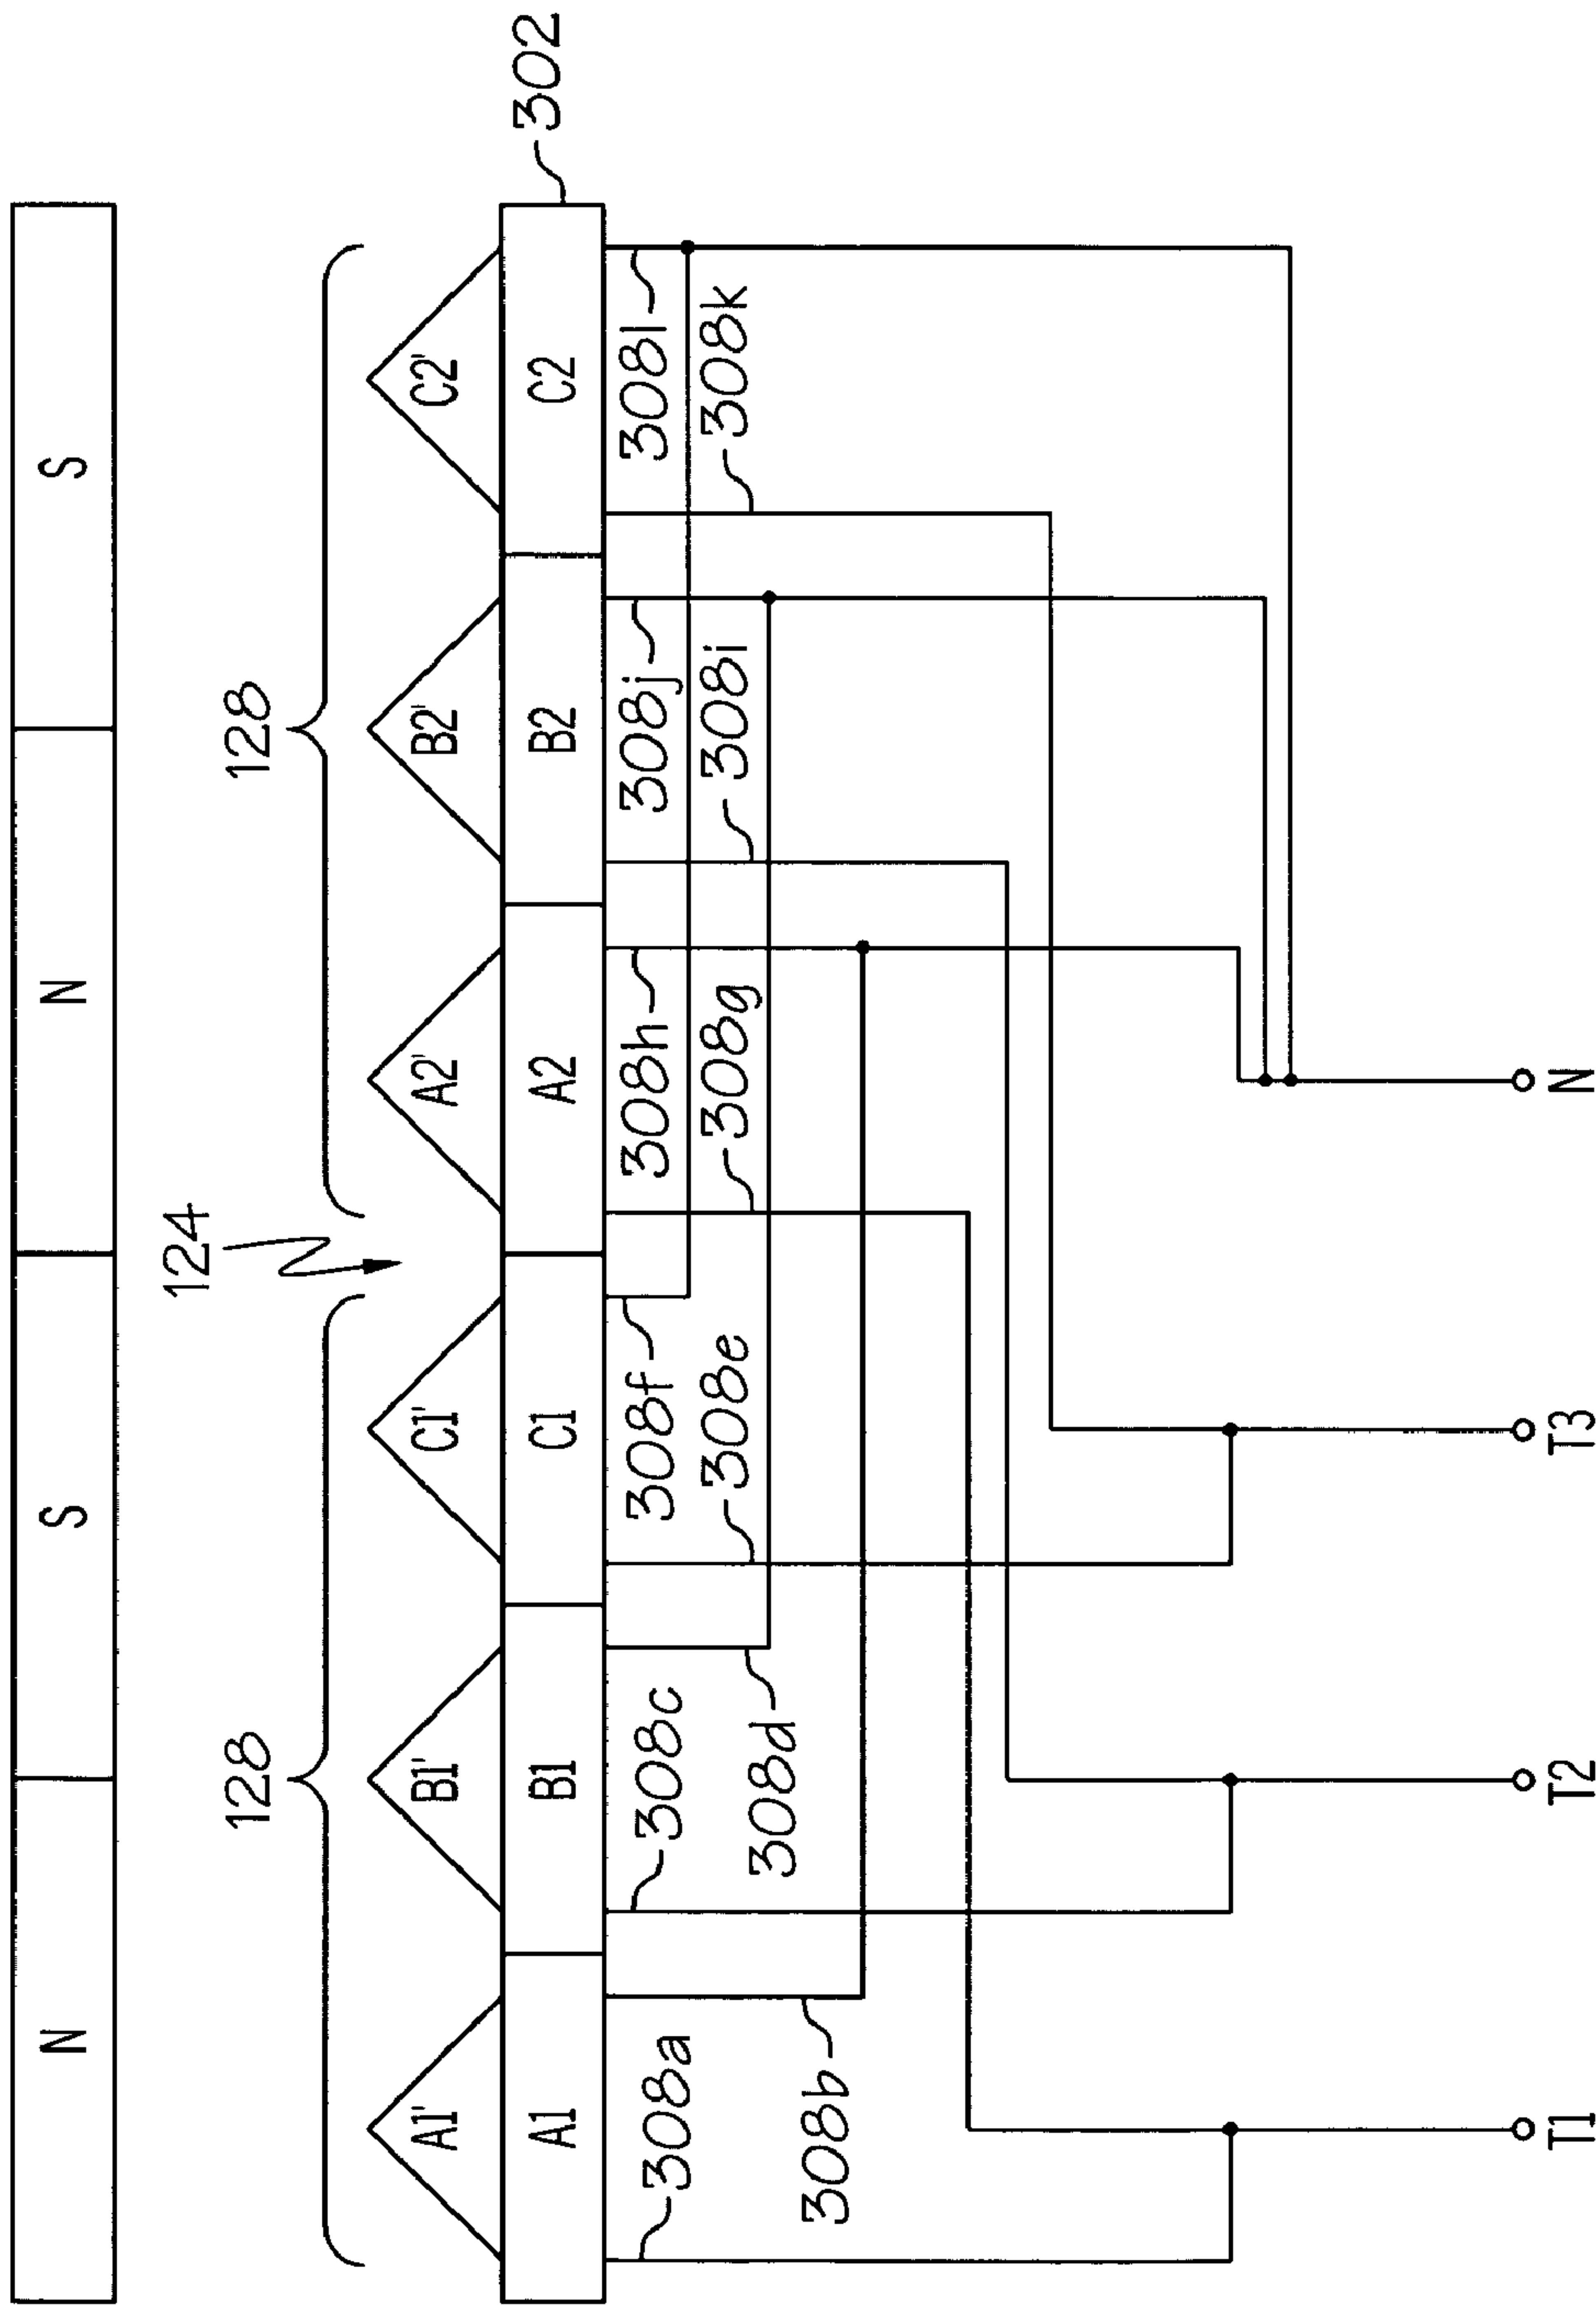 N S N S
124
128 128
A1' B1' C1' A2' B2' C2'
A1 B1 C1 A2 B2 C2
302
308a 308c 308f 308h 308j 308l
308b 308d 308e 308g 308i 308k
T1 T2 T3 N